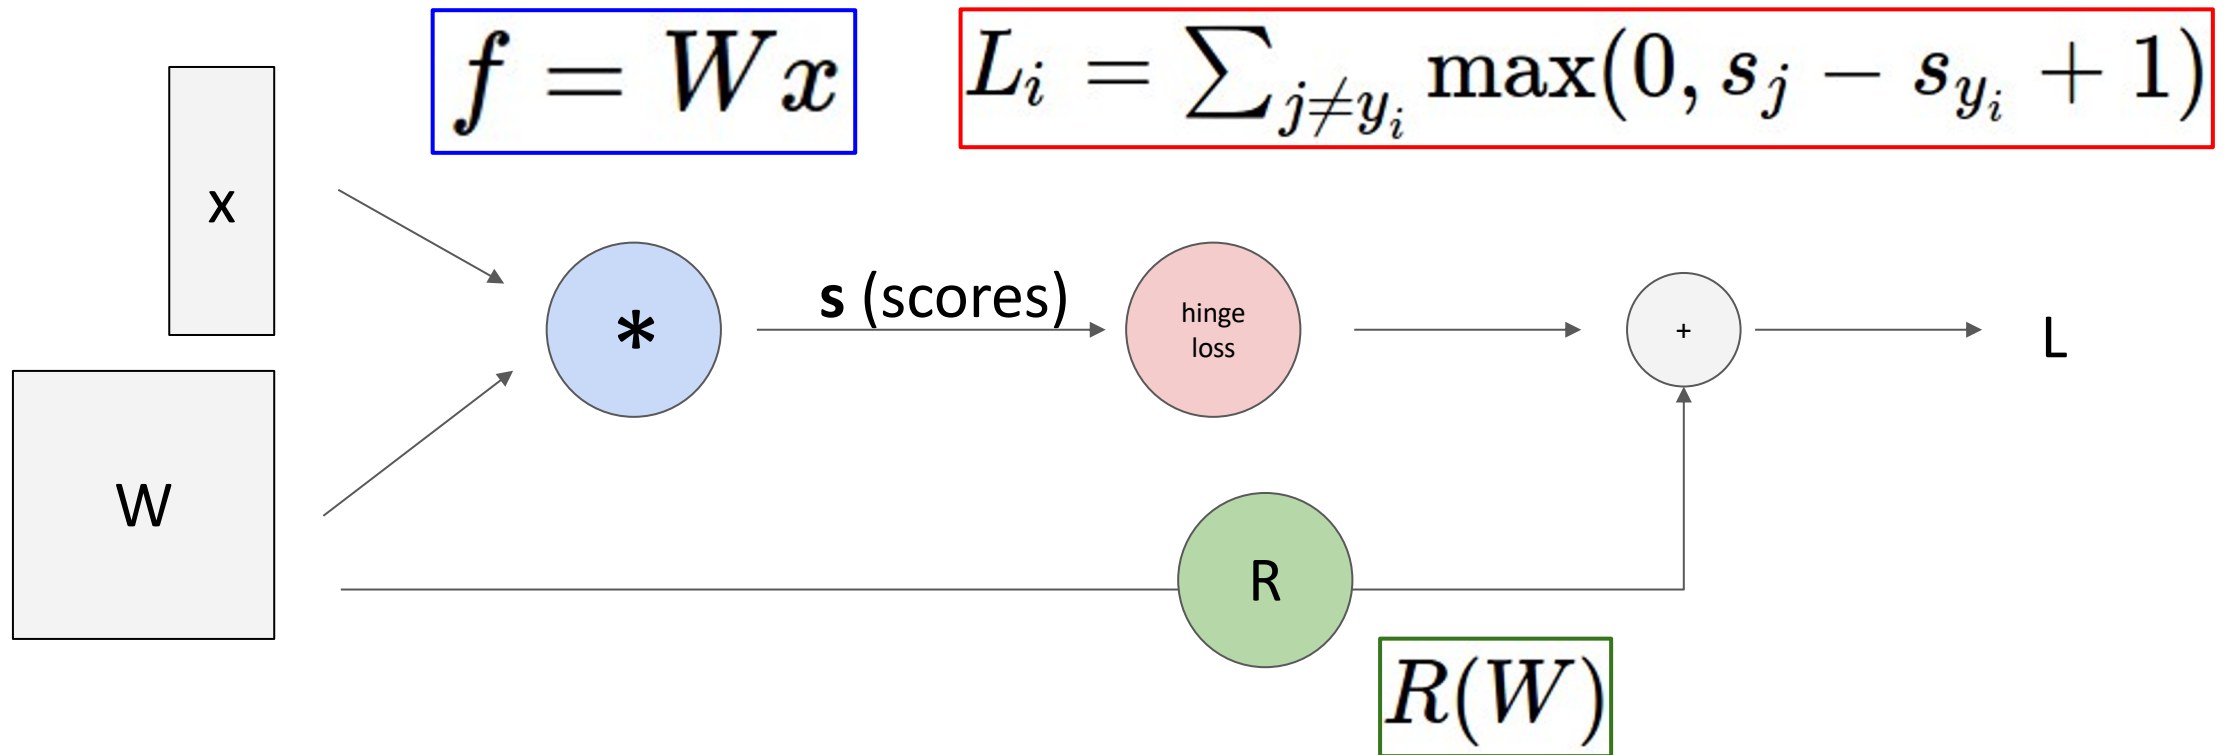 f = Wx
L_i = ∑_{j≠y_i} max(0, s_j − s_{y_i} + 1)
x
*
s (scores)
hinge
loss
+
L
W
R
R(W)